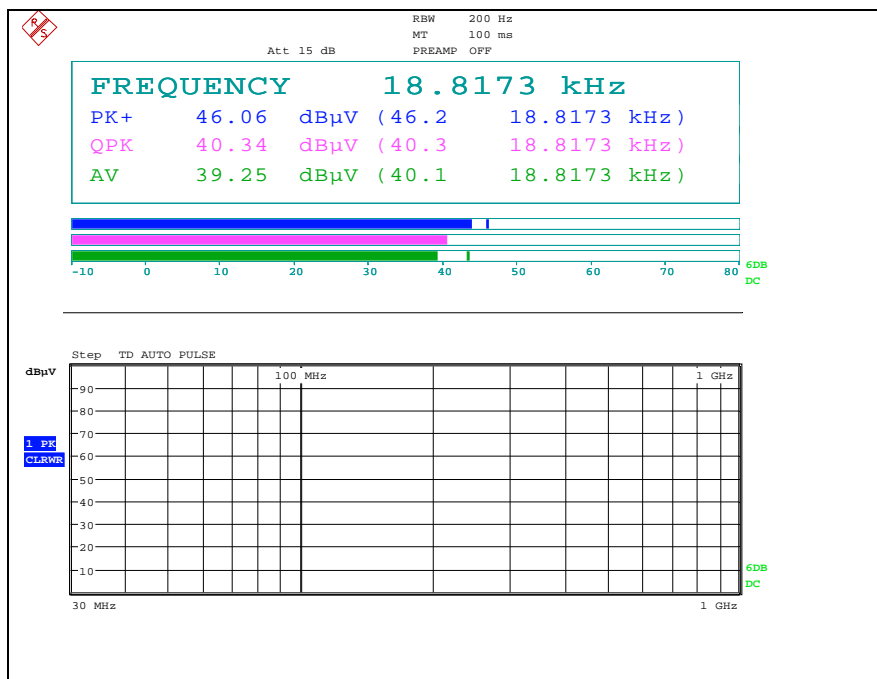 R
S
RBW 200 Hz
MT 100 ms
Att 15 dB PREAMP OFF
FREQUENCY 18.8173 kHz
PK+ 46.06 dBµV (46.2 18.8173 kHz)
QPK 40.34 dBµV (40.3 18.8173 kHz)
AV 39.25 dBµV (40.1 18.8173 kHz)
-10 0 10 20 30 40 50 60 70 80
6DB
DC
Step TD AUTO PULSE
dBµV
100 MHz 1 GHz
90
80
70
1 PK
CLRWR
60
50
40
30
20
10
6DB
DC
30 MHz 1 GHz